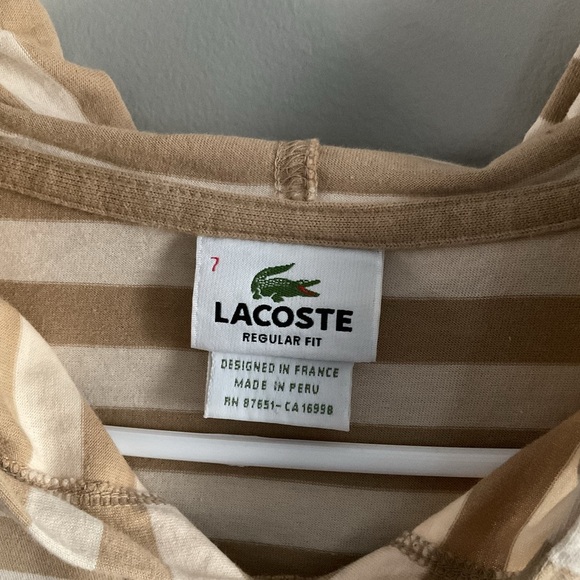 7
LACOSTE
REGULAR FIT
DESIGNED IN FRANCE
MADE IN PERU
RN 87651-CA 16998